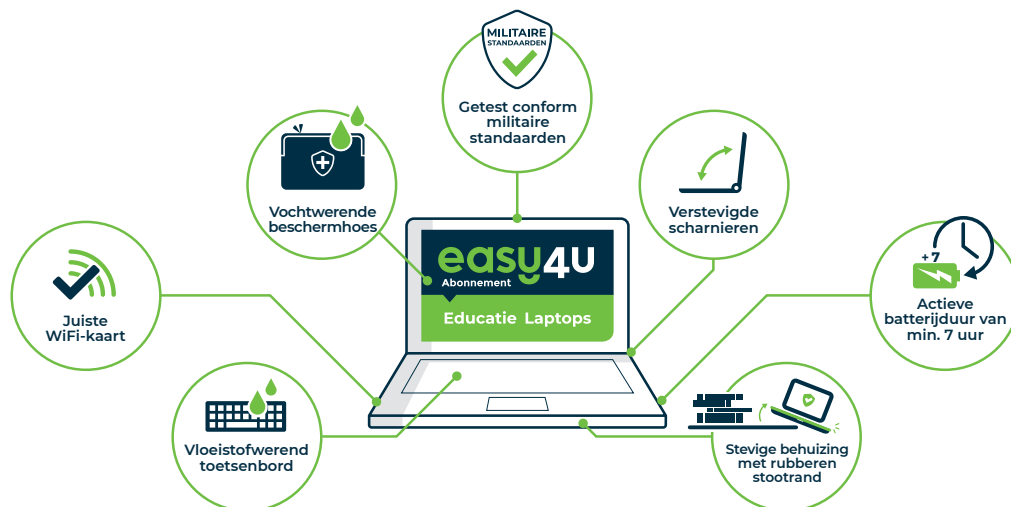 MILITAIRE
STANDAARDEN
Getest conform
militaire
standaarden
Vochtwerende
beschermhoes
Verstevigde
scharnieren
easy4u
Abonnement
Educatie Laptops
Juiste
WiFi-kaart
+7
Actieve
batterijduur van
min. 7 uur
Vloeistofwerend
toetsenbord
Stevige behuizing
met rubberen
stootrand